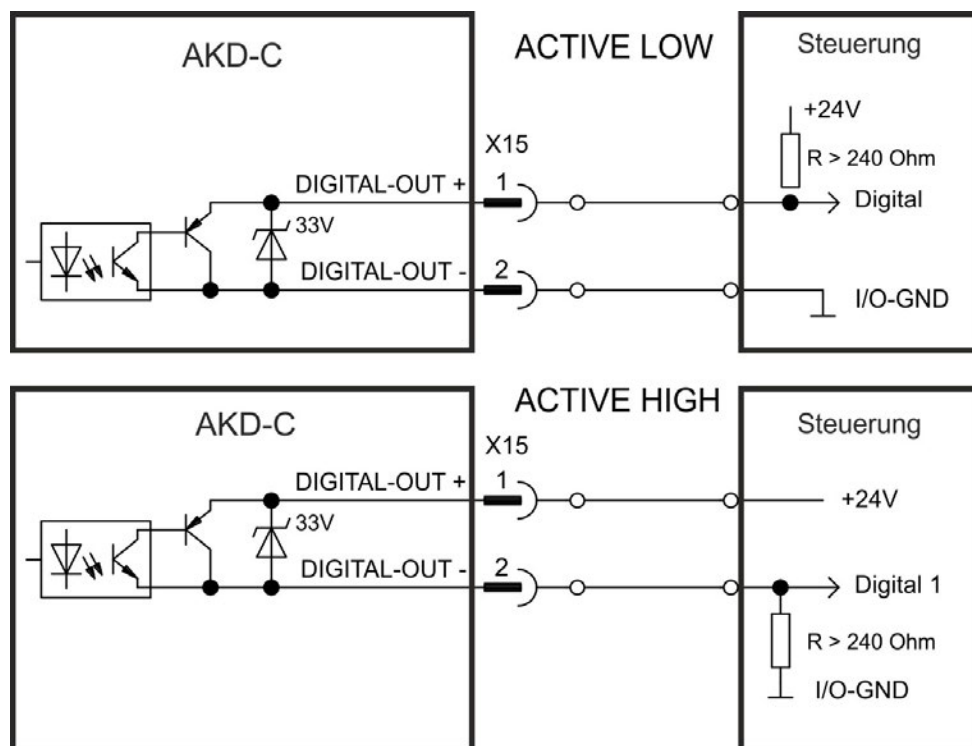 AKD-C
ACTIVE LOW
Steuerung
+24V
X15
R > 240 Ohm
DIGITAL-OUT +
1
Digital
33V
DIGITAL-OUT -
2
I/O-GND
AKD-C
ACTIVE HIGH
Steuerung
X15
DIGITAL-OUT +
1
+24V
33V
DIGITAL-OUT -
2
Digital 1
R > 240 Ohm
I/O-GND